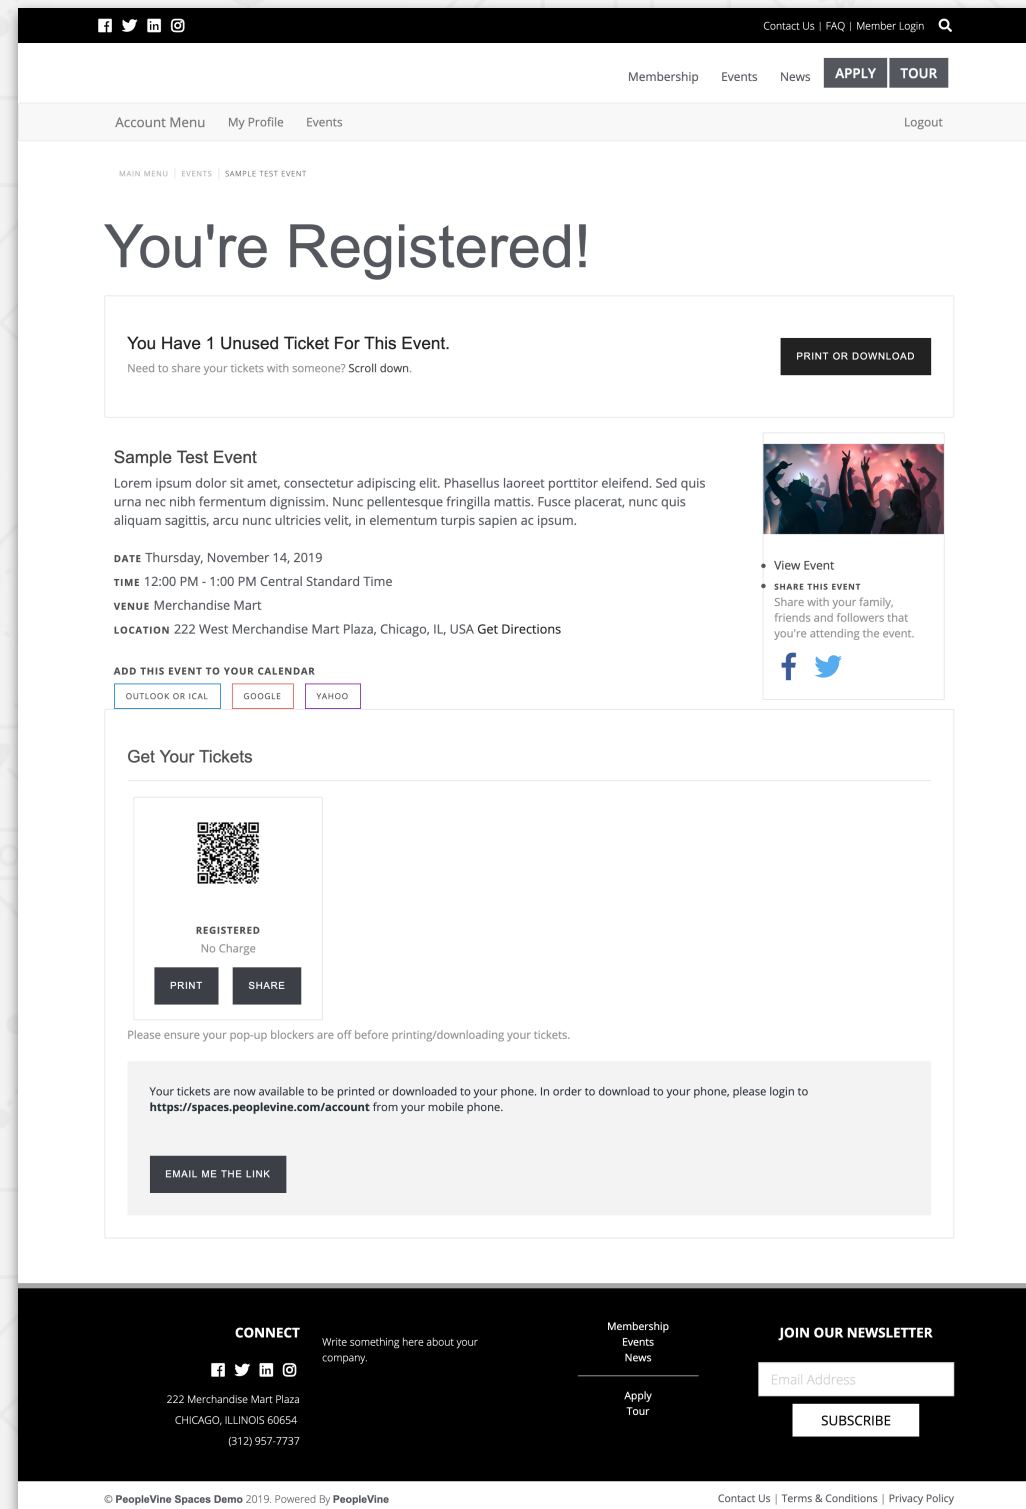 Contact Us | FAQ | Member Login
Membership Events News APPLY TOUR
Account Menu My Profile Events Logout
MAIN MENU | EVENTS | SAMPLE TEST EVENT
You're Registered!
You Have 1 Unused Ticket For This Event.
Need to share your tickets with someone? Scroll down.
PRINT OR DOWNLOAD
Sample Test Event
Lorem ipsum dolor sit amet, consectetur adipiscing elit. Phasellus laoreet porttitor eleifend. Sed quis
urna nec nibh fermentum dignissim. Nunc pellentesque fringilla mattis. Fusce placerat, nunc quis
aliquam sagittis, arcu nunc ultricies velit, in elementum turpis sapien ac ipsum.
DATE Thursday, November 14, 2019
TIME 12:00 PM - 1:00 PM Central Standard Time
VENUE Merchandise Mart
LOCATION 222 West Merchandise Mart Plaza, Chicago, IL, USA Get Directions
ADD THIS EVENT TO YOUR CALENDAR
OUTLOOK OR ICAL GOOGLE YAHOO
View Event
SHARE THIS EVENT
Share with your family,
friends and followers that
you're attending the event.
Get Your Tickets
REGISTERED
No Charge
PRINT SHARE
Please ensure your pop-up blockers are off before printing/downloading your tickets.
Your tickets are now available to be printed or downloaded to your phone. In order to download to your phone, please login to
https://spaces.peoplevine.com/account from your mobile phone.
EMAIL ME THE LINK
CONNECT
222 Merchandise Mart Plaza
CHICAGO, ILLINOIS 60654
(312) 957-7737
Write something here about your
company.
Membership
Events
News
Apply
Tour
JOIN OUR NEWSLETTER
Email Address
SUBSCRIBE
© PeopleVine Spaces Demo 2019. Powered By PeopleVine
Contact Us | Terms & Conditions | Privacy Policy